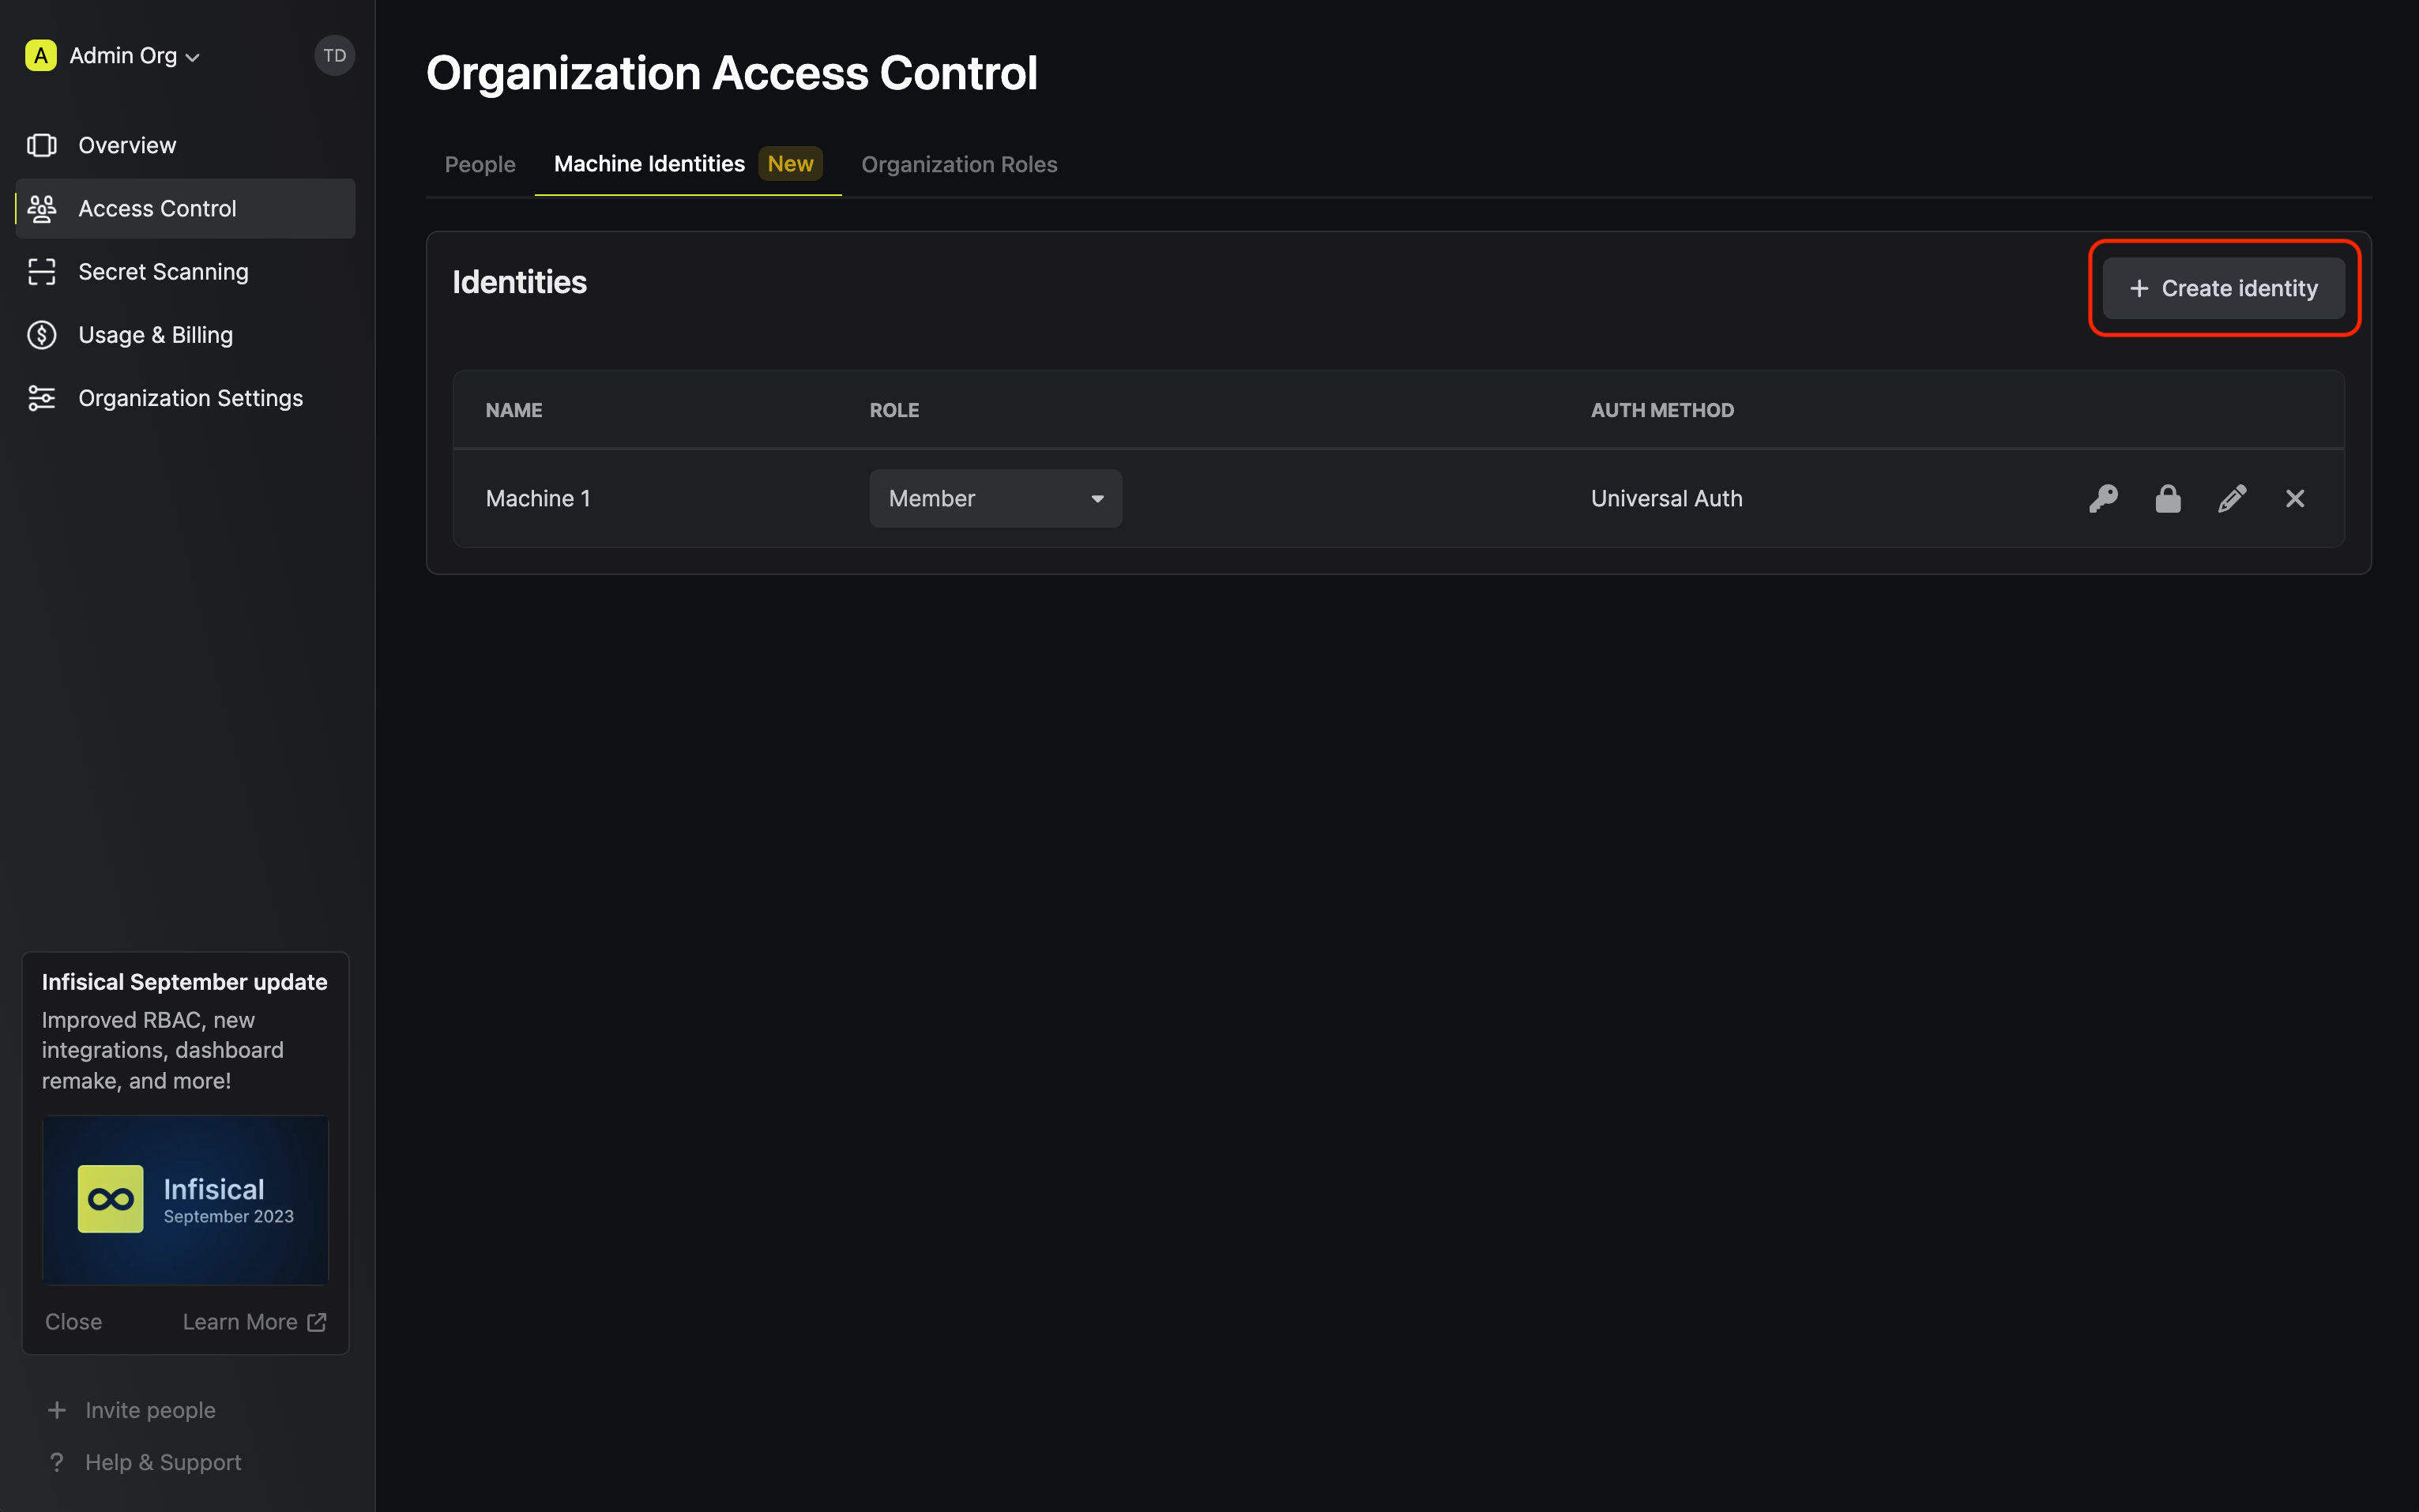 A Admin Org
TD
Overview
Access Control
Secret Scanning
Usage & Billing
Organization Settings
Infisical September update
Improved RBAC, new
integrations, dashboard
remake, and more!
Infisical
September 2023
Close
Learn More
Invite people
Help & Support
Organization Access Control
People
Machine Identities New
Organization Roles
Identities
Create identity
NAME
ROLE
AUTH METHOD
Machine 1
Member
Universal Auth